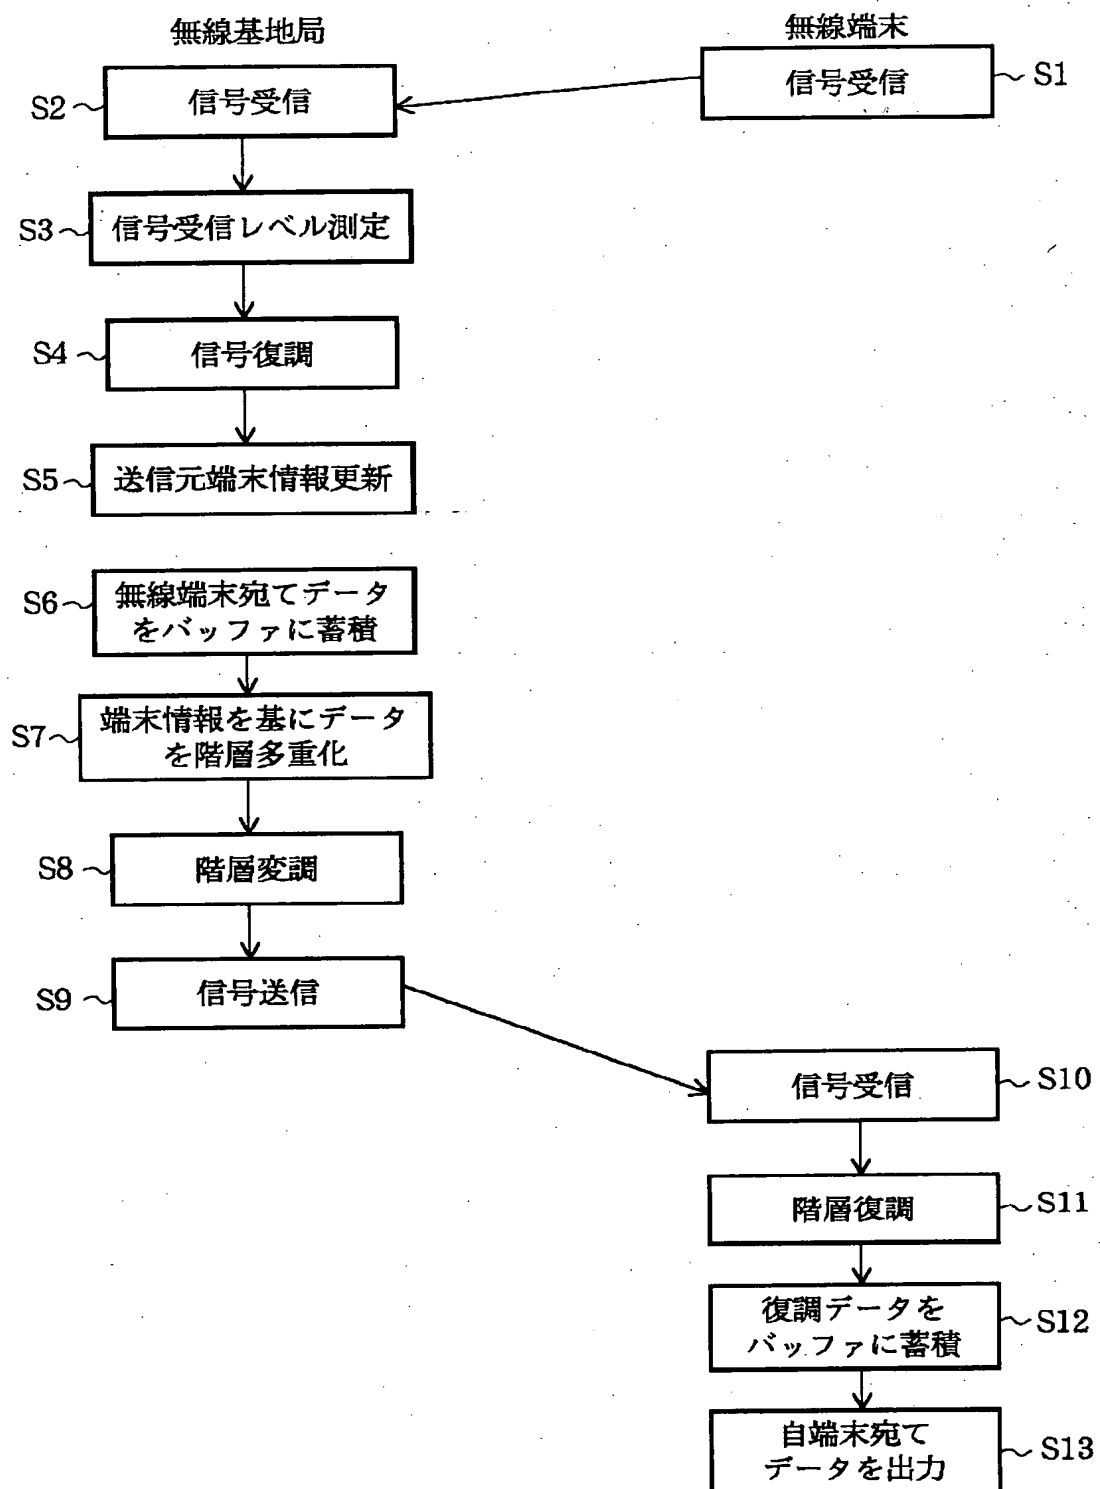 無線基地局
無線端末
信号受信
S1
S2
信号受信
S3
信号受信レベル測定
S4
信号復調
S5
送信元端末情報更新
S6
無線端末宛てデータ
をバッファに蓄積
S7
端末情報を基にデータ
を階層多重化
S8
階層変調
S9
信号送信
信号受信
S10
階層復調
S11
復調データを
バッファに蓄積
S12
自端末宛て
データを出力
S13